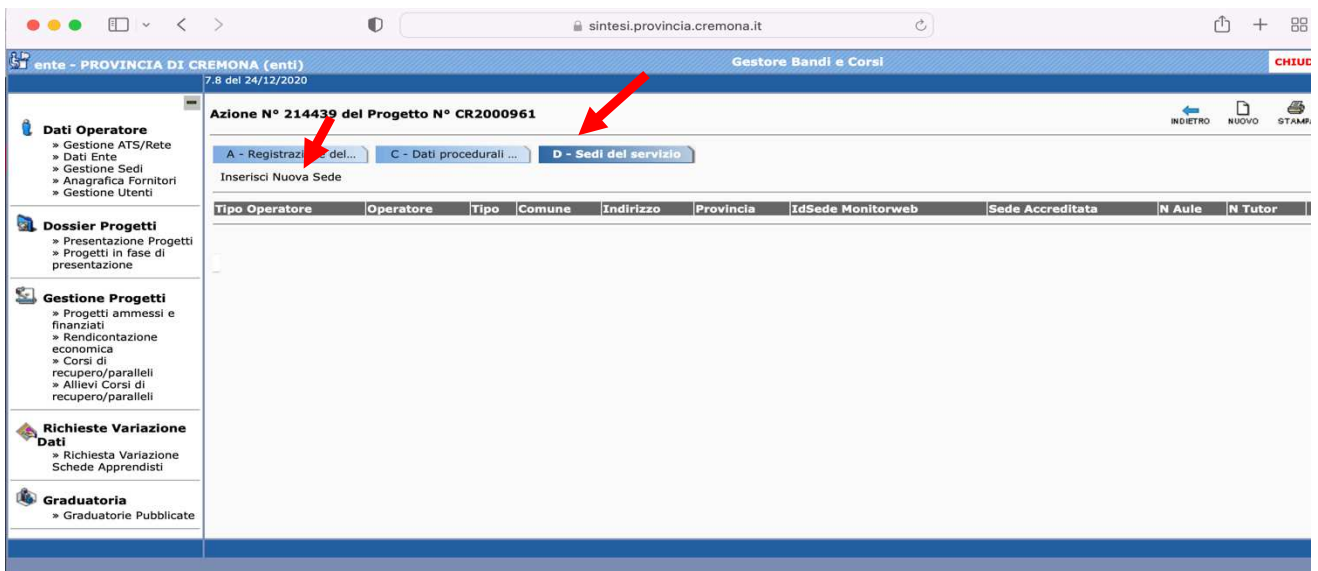 sintesi.provincia.cremona.it
ente - PROVINCIA DI CREMONA (enti)
Gestore Bandi e Corsi
7.8 del 24/12/2020
Dati Operatore
» Gestione ATS/Rete
» Dati Ente
» Gestione Sedi
» Anagrafica Fornitori
» Gestione Utenti
Dossier Progetti
» Presentazione Progetti
» Progetti in fase di
presentazione
Gestione Progetti
» Progetti ammessi e
finanziati
» Rendicontazione
economica
» Corsi di
recupero/paralleli
» Allievi Corsi di
recupero/paralleli
Richieste Variazione
Dati
» Richiesta Variazione
Schede Apprendisti
Graduatoria
» Graduatorie Pubblicate
Azione N° 214439 del Progetto N° CR2000961
INDIETRO NUOVO
A - Registrazione del... C - Dati procedurali ... D - Sedi del servizio
Inserisci Nuova Sede
Tipo Operatore Operatore Tipo Comune Indirizzo Provincia IdSede Monitorweb Sede Accreditata N Aule N Tutor